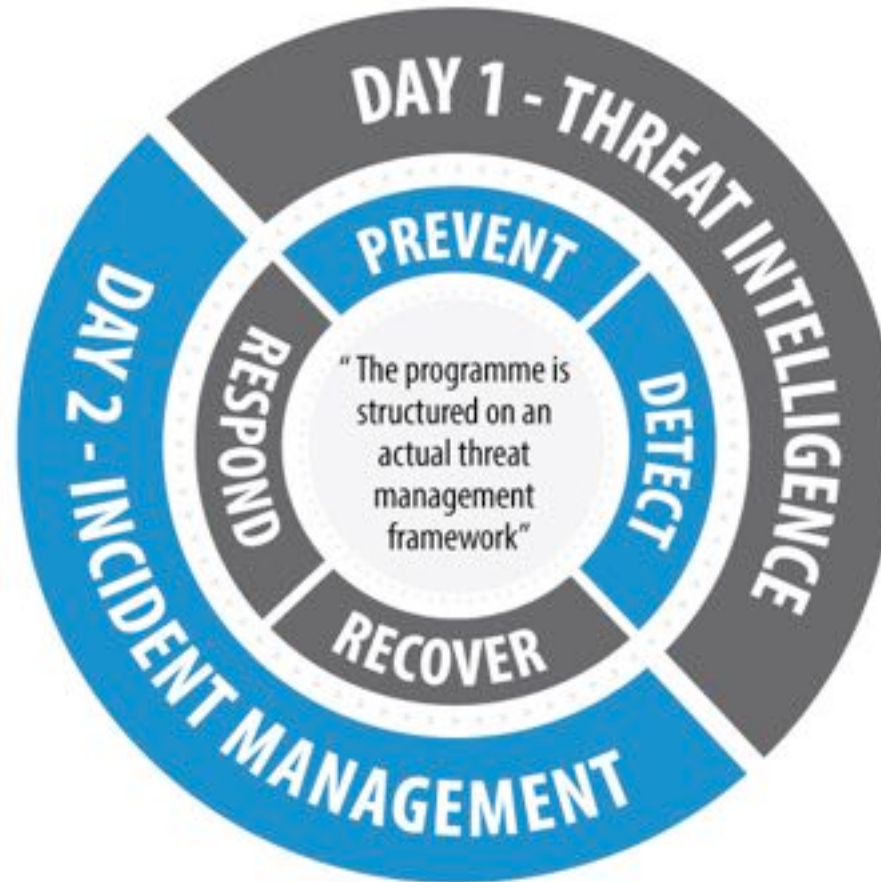 DAY 1 - THREAT INTELLIGENCE
DAY 2 - INCIDENT MANAGEMENT
PREVENT
DETECT
RECOVER
RESPOND
“ The programme is
structured on an
actual threat
management
framework”